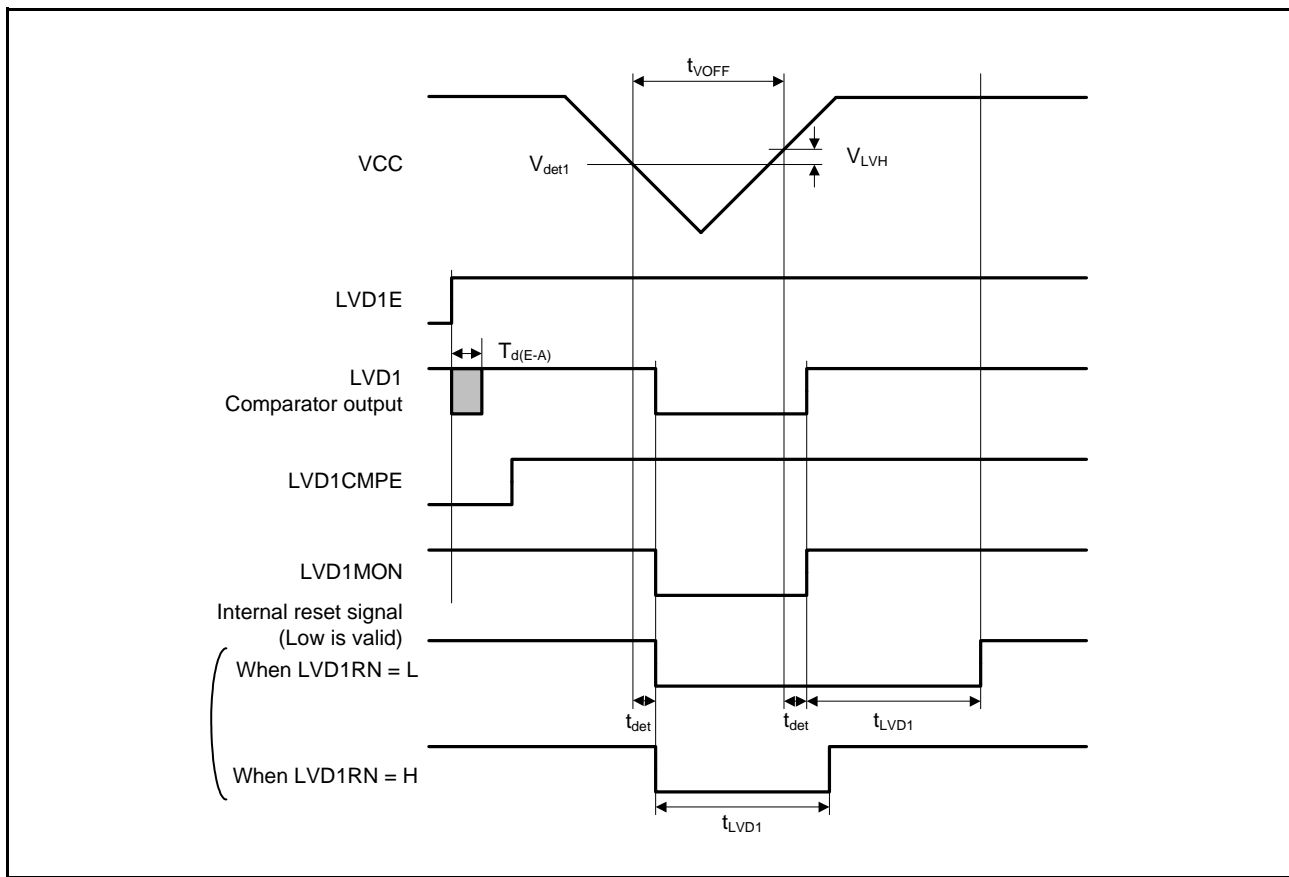 tVOFF
VCC
Vdet1
VLVH
LVD1E
Td(E-A)
LVD1
Comparator output
LVD1CMPE
LVD1MON
Internal reset signal
(Low is valid)
When LVD1RN = L
tdet
tdet
tLVD1
When LVD1RN = H
tLVD1